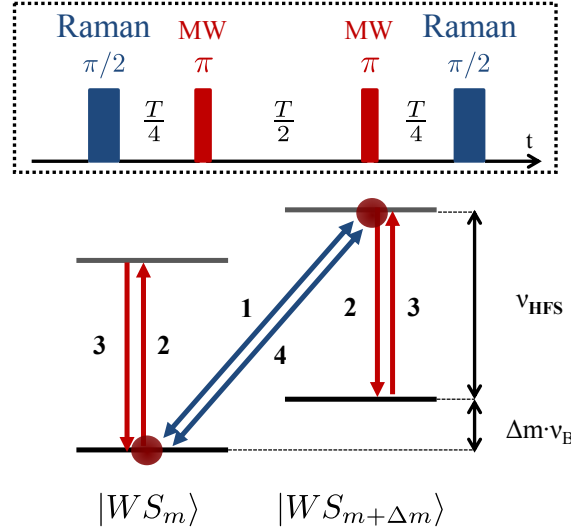 Raman MW MW Raman
π/2 π π π/2
T/4 T/2 T/4
t
1
3 2 2 3
4
ν_HFS
Δm·ν_B
|WS_m⟩ |WS_{m+Δm}⟩